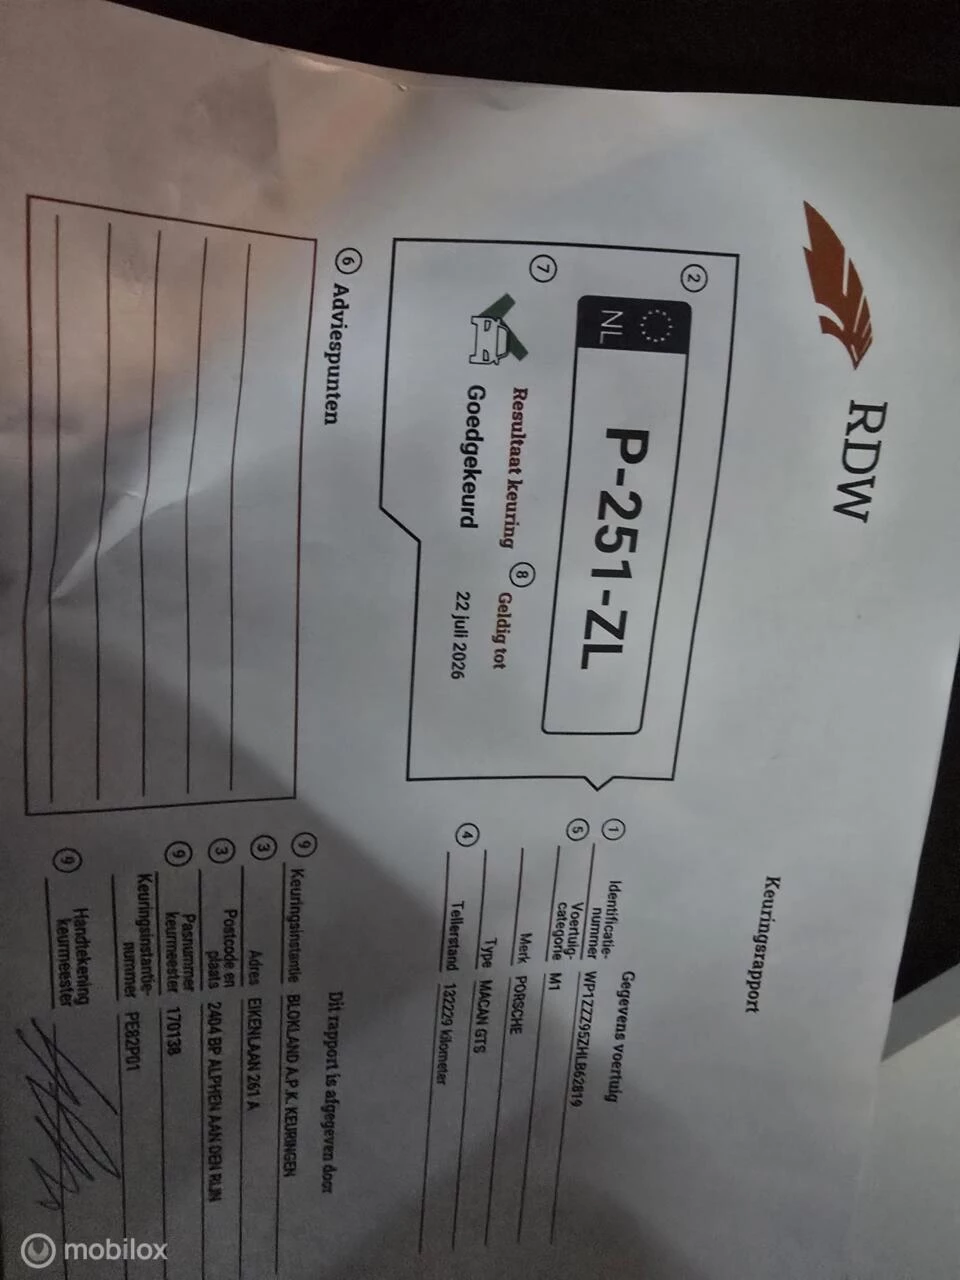 RDW
Keuringsrapport
2
NL
P-251-ZL
7
Resultaat keuring
Goedgekeurd
8
Geldig tot
22 juli 2026
6 Adviespunten
Gegevens voertuig
1 Identificatie-
nummer WP1ZZZ95ZHLB62819
5 Voertuig-
categorie M1
Merk PORSCHE
Type MACAN GTS
4 Tellerstand 132229 kilometer
Dit rapport is afgegeven door
9 Keuringsinstantie BLOKLAND A.P.K. KEURINGEN
3 Adres EIKENLAAN 261 A
3 Postcode en
plaats 2404 BP ALPHEN AAN DEN RIJN
9 Pasnummer
keurmeester 170138
Keuringsinstantie-
nummer PE82P01
9 Handtekening
keurmeester
mobilox